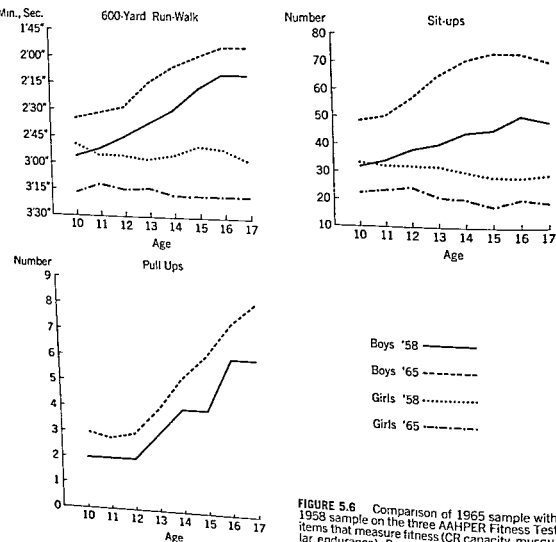 Min., Sec. 600-Yard Run-Walk
1'45"
2'00"
2'15"
2'30"
2'45"
3'00"
3'15"
3'30"
10 11 12 13 14 15 16 17
Age
Number Sit-ups
80
70
60
50
40
30
20
10
10 11 12 13 14 15 16 17
Age
Number Pull Ups
9
8
7
6
5
4
3
2
1
0
10 11 12 13 14 15 16 17
Age
Boys '58
Boys '65
Girls '58
Girls '65
FIGURE 5.6 Comparison of 1965 sample with
1958 sample on the three AAHPER Fitness Test
items that measure fitness (CR capacity,
lar endurance).